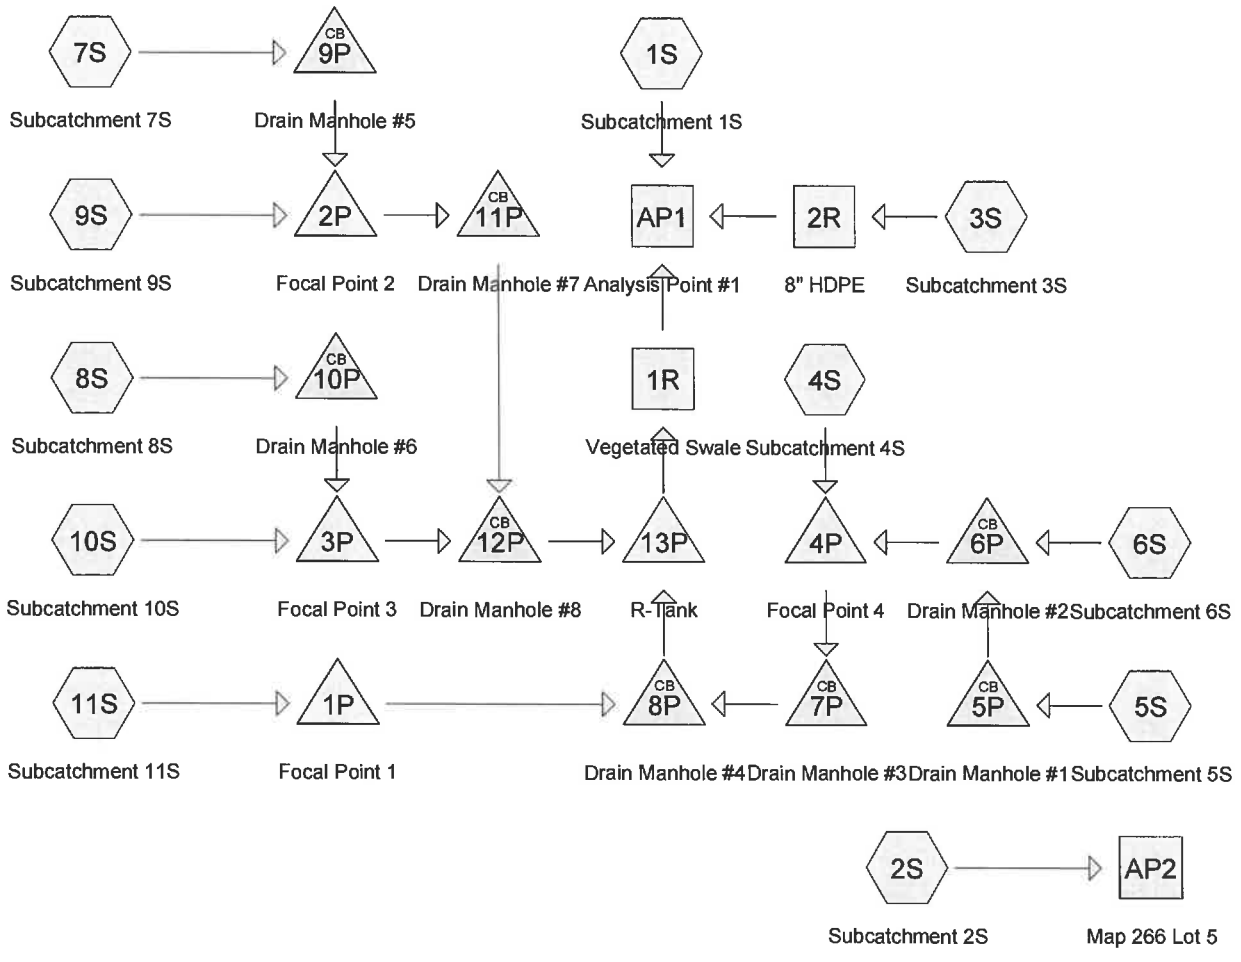 7S
CB
9P
1S
Subcatchment 7S
Drain Manhole #5
Subcatchment 1S
9S
2P
CB
11P
AP1
2R
3S
Subcatchment 9S
Focal Point 2
Drain Manhole #7
Analysis Point #1
8" HDPE
Subcatchment 3S
8S
CB
10P
1R
4S
Subcatchment 8S
Drain Manhole #6
Vegetated Swale
Subcatchment 4S
10S
3P
CB
12P
13P
4P
CB
6P
6S
Subcatchment 10S
Focal Point 3
Drain Manhole #8
R-Tank
Focal Point 4
Drain Manhole #2
Subcatchment 6S
11S
1P
CB
8P
CB
7P
CB
5P
5S
Subcatchment 11S
Focal Point 1
Drain Manhole #4
Drain Manhole #3
Drain Manhole #1
Subcatchment 5S
2S
AP2
Subcatchment 2S
Map 266 Lot 5